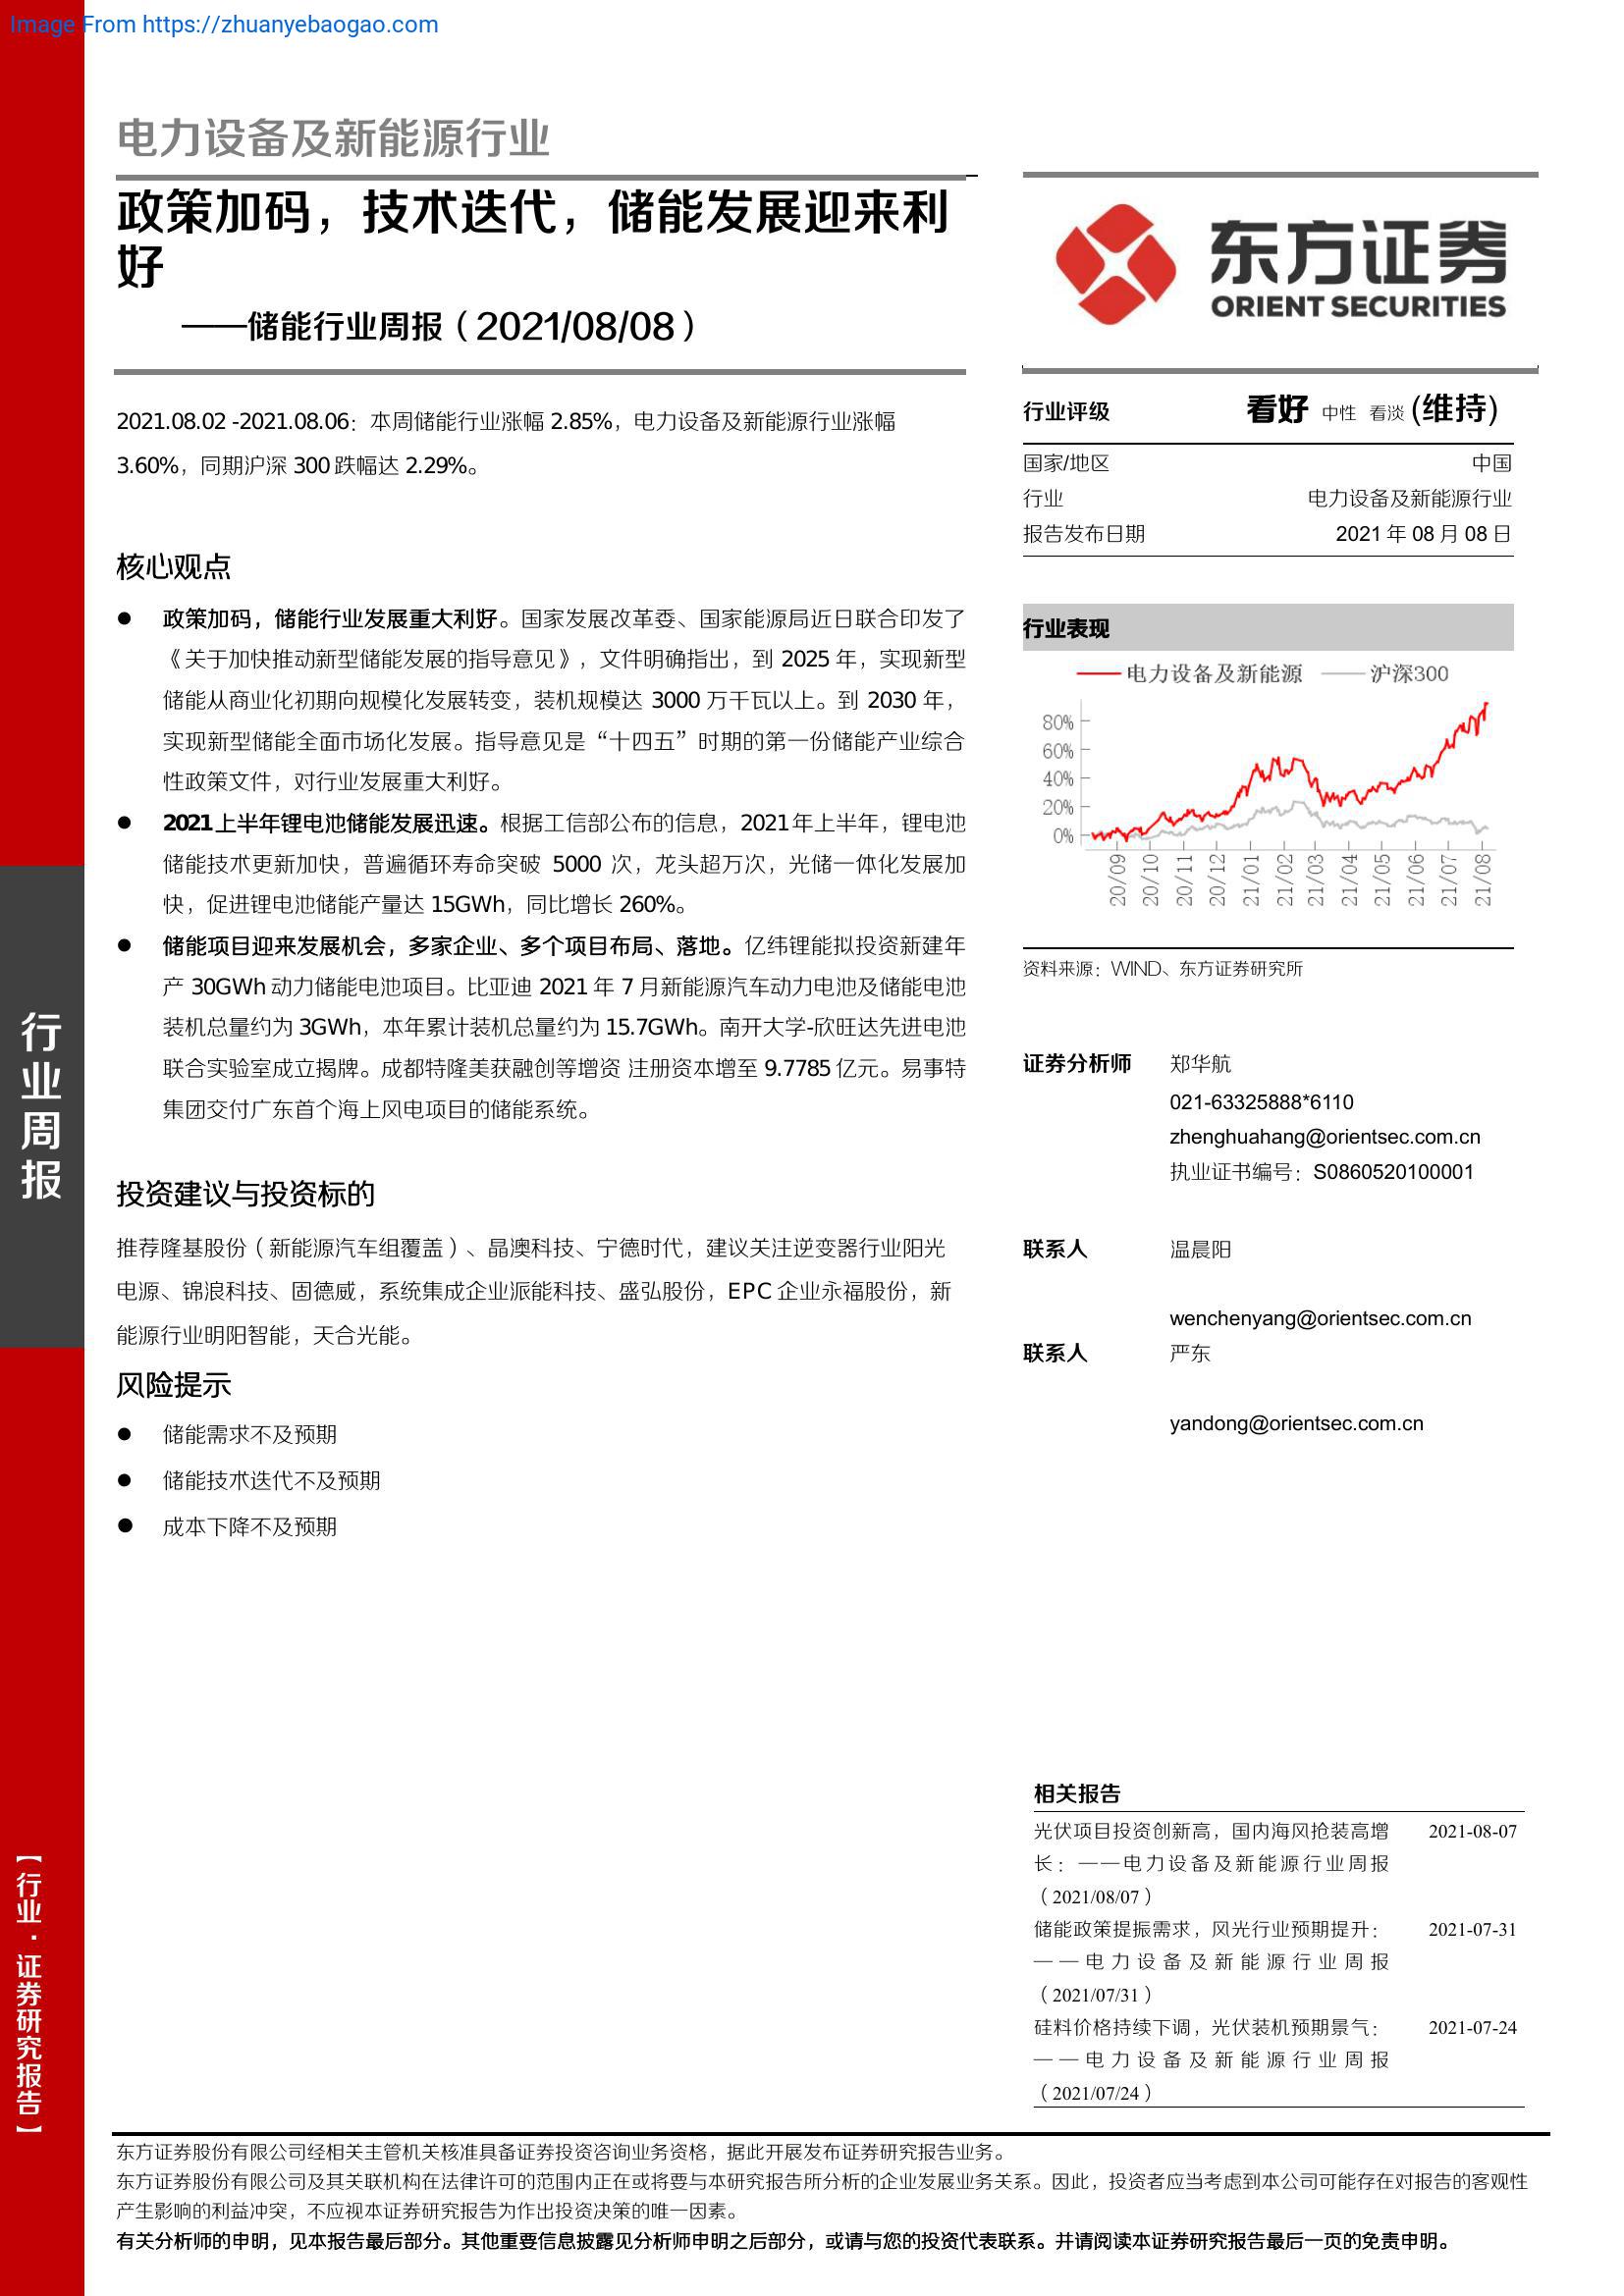 Image From https://zhuanyebaogao.com
电力设备及新能源行业
政策加码，技术迭代，储能发展迎来利
好
——储能行业周报（2021/08/08）
2021.08.02 -2021.08.06：本周储能行业涨幅 2.85%，电力设备及新能源行业涨幅
3.60%，同期沪深 300 跌幅达 2.29%。
核心观点
● 政策加码，储能行业发展重大利好。国家发展改革委、国家能源局近日联合印发了
《关于加快推动新型储能发展的指导意见》，文件明确指出，到 2025 年，实现新型
储能从商业化初期向规模化发展转变，装机规模达 3000 万千瓦以上。到 2030 年，
实现新型储能全面市场化发展。指导意见是“十四五”时期的第一份储能产业综合
性政策文件，对行业发展重大利好。
● 2021上半年锂电池储能发展迅速。根据工信部公布的信息，2021年上半年，锂电池
储能技术更新加快，普遍循环寿命突破 5000 次，龙头超万次，光储一体化发展加
快，促进锂电池储能产量达 15GWh，同比增长 260%。
● 储能项目迎来发展机会，多家企业、多个项目布局、落地。亿纬锂能拟投资新建年
产 30GWh 动力储能电池项目。比亚迪 2021 年 7 月新能源汽车动力电池及储能电池
装机总量约为 3GWh，本年累计装机总量约为 15.7GWh。南开大学-欣旺达先进电池
联合实验室成立揭牌。成都特隆美获融创等增资 注册资本增至 9.7785 亿元。易事特
集团交付广东首个海上风电项目的储能系统。
投资建议与投资标的
推荐隆基股份（新能源汽车组覆盖）、晶澳科技、宁德时代，建议关注逆变器行业阳光
电源、锦浪科技、固德威，系统集成企业派能科技、盛弘股份，EPC 企业永福股份，新
能源行业明阳智能，天合光能。
风险提示
● 储能需求不及预期
● 储能技术迭代不及预期
● 成本下降不及预期
东方证券
ORIENT SECURITIES
行业评级 看好 中性 看淡 (维持)
国家/地区 中国
行业 电力设备及新能源行业
报告发布日期 2021 年 08 月 08 日
行业表现
电力设备及新能源 沪深300
80%
60%
40%
20%
0%
20/09 20/10 20/11 20/12 21/01 21/02 21/03 21/04 21/05 21/06 21/07 21/08
资料来源：WIND、东方证券研究所
证券分析师 郑华航
021-63325888*6110
zhenghuahang@orientsec.com.cn
执业证书编号：S0860520100001
联系人 温晨阳
wenchenyang@orientsec.com.cn
联系人 严东
yandong@orientsec.com.cn
相关报告
光伏项目投资创新高，国内海风抢装高增 2021-08-07
长：——电力设备及新能源行业周报
（2021/08/07）
储能政策提振需求，风光行业预期提升： 2021-07-31
——电力设备及新能源行业周报
（2021/07/31）
硅料价格持续下调，光伏装机预期景气： 2021-07-24
——电力设备及新能源行业周报
（2021/07/24）
行业周报
【行业·证券研究报告】
东方证券股份有限公司经相关主管机关核准具备证券投资咨询业务资格，据此开展发布证券研究报告业务。
东方证券股份有限公司及其关联机构在法律许可的范围内正在或将要与本研究报告所分析的企业发展业务关系。因此，投资者应当考虑到本公司可能存在对报告的客观性
产生影响的利益冲突，不应视本证券研究报告为作出投资决策的唯一因素。
有关分析师的申明，见本报告最后部分。其他重要信息披露见分析师申明之后部分，或请与您的投资代表联系。并请阅读本证券研究报告最后一页的免责申明。